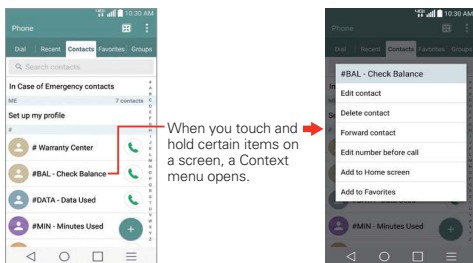 10:30 AM
Phone
Dial Recent Contacts Favorites Groups
Search contacts
In Case of Emergency contacts
ME 7 contacts
Set up my profile
#
# Warranty Center
#BAL - Check Balance
#DATA - Data Used
#MIN - Minutes Used
When you touch and
hold certain items on
a screen, a Context
menu opens.
10:30 AM
Phone
Dial Recent Contacts Favorites Groups
#BAL - Check Balance
Edit contact
Delete contact
Forward contact
Edit number before call
Add to Home screen
Add to Favorites
#MIN - Minutes Used